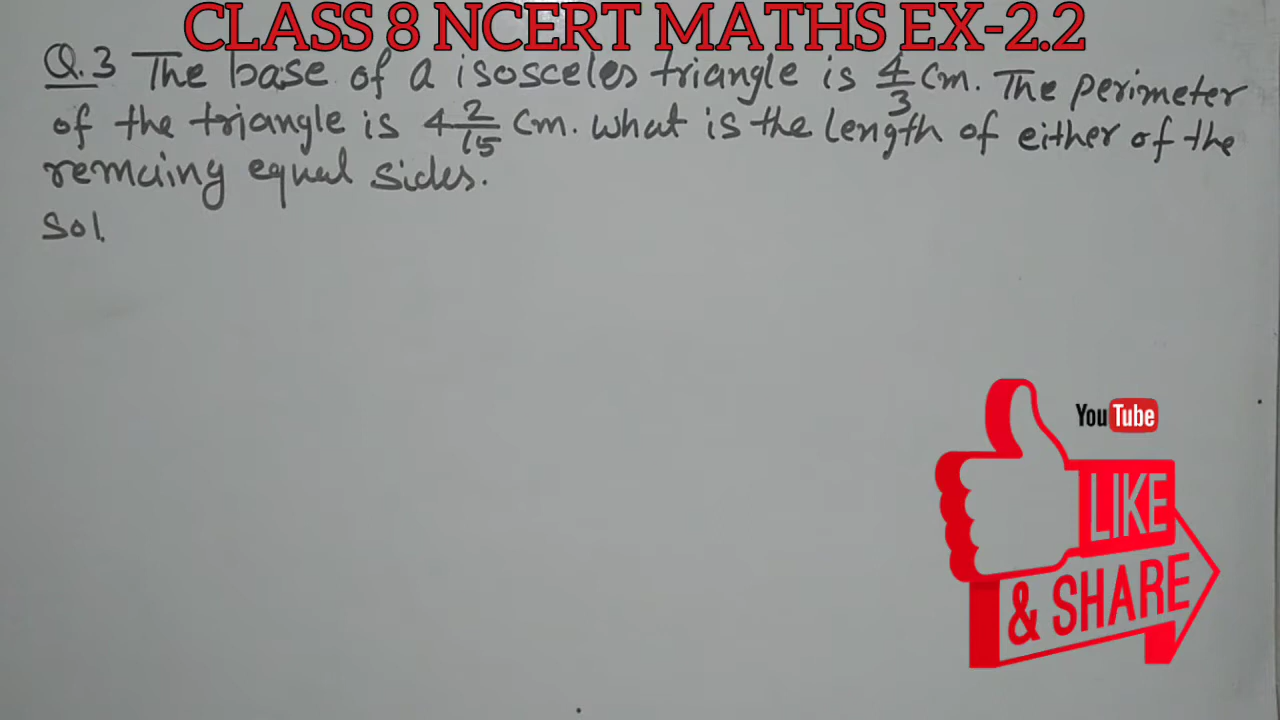 CLASS 8 NCERT MATHS EX-2.2
Q.3 The base of a isosceles triangle is 4/3 cm. The perimeter
of the triangle is 4 2/15 cm. what is the length of either of the
remaing equal sides.
Sol.
YouTube
LIKE
& SHARE